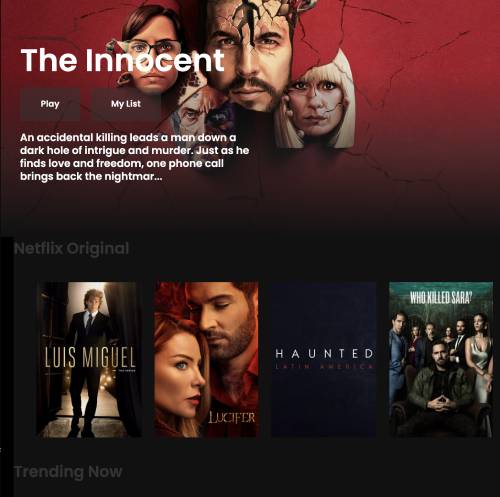 The Innocent
Play
My List
An accidental killing leads a man down a
dark hole of intrigue and murder. Just as he
finds love and freedom, one phone call
brings back the nightmar...
Netflix Original
LUIS MIGUEL
THE SERIES
LUCIFER
HAUNTED
LATIN AMERICA
WHO KILLED SARA?
Trending Now